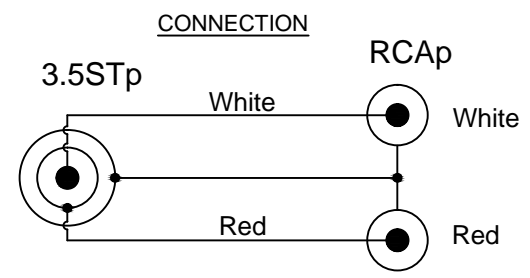 CONNECTION
3.5STp
RCAp
White
White
Red
Red